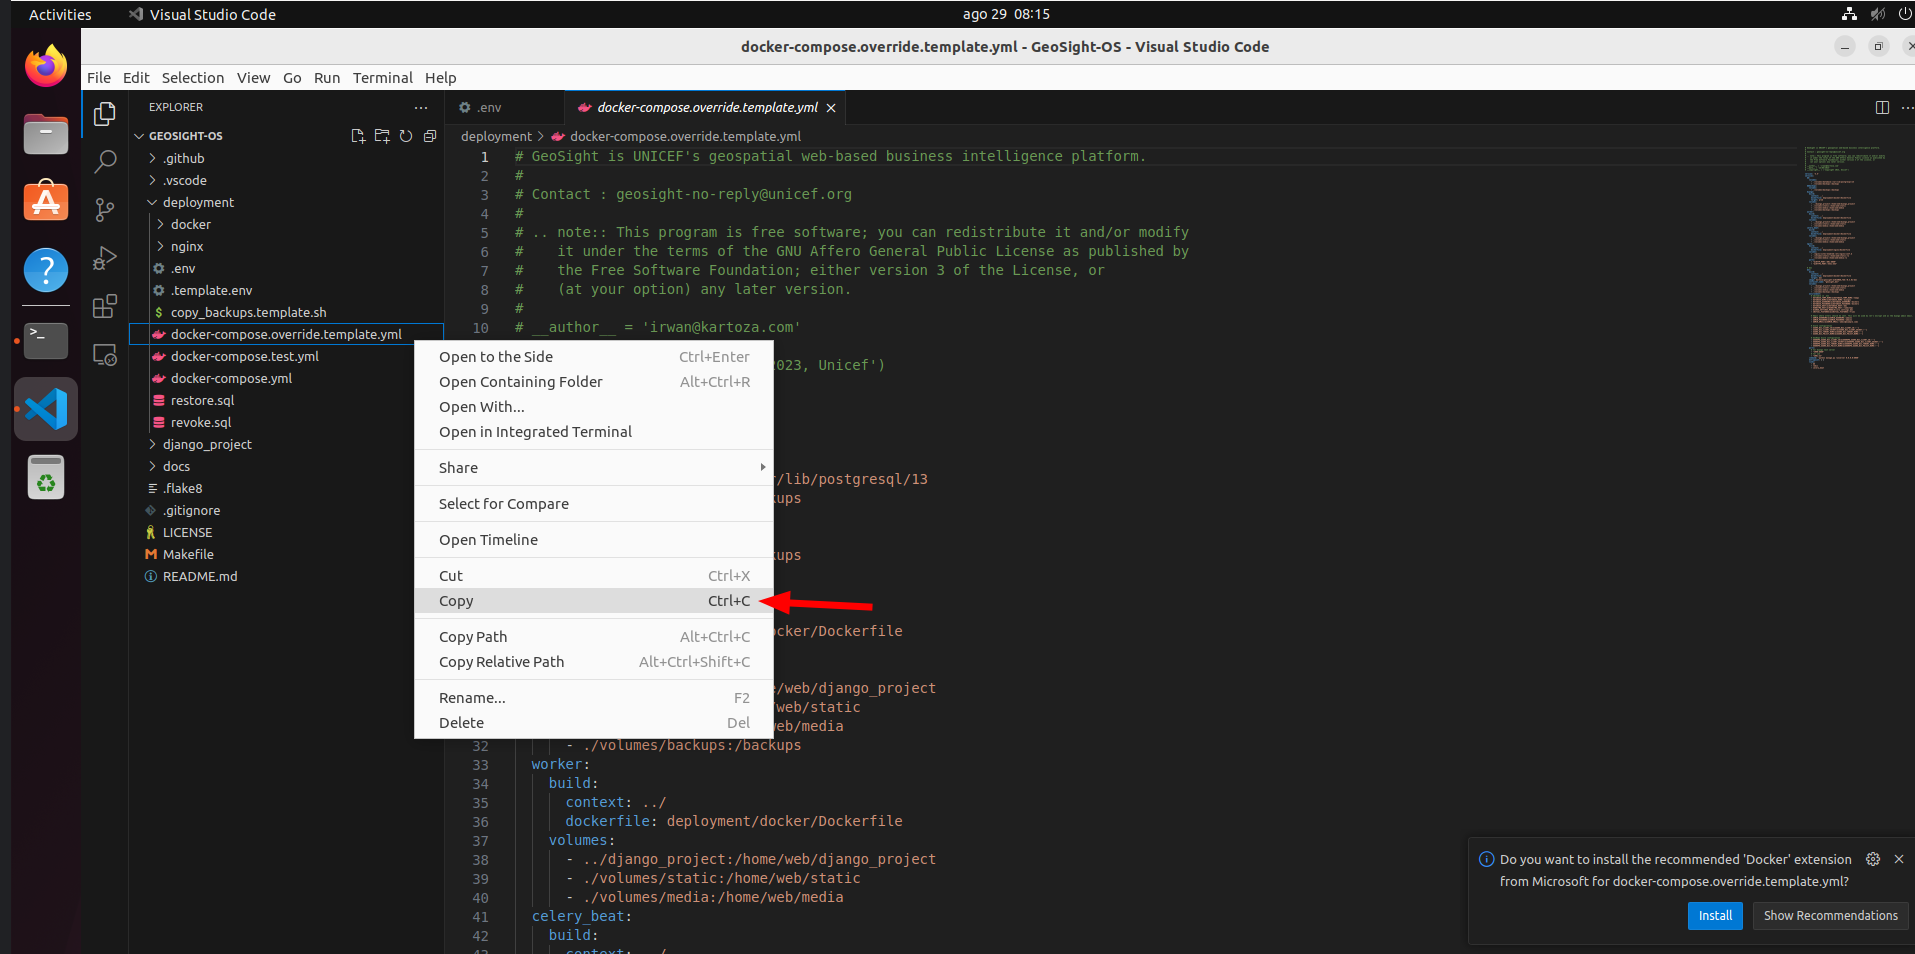 Activities
Visual Studio Code
ago 29 08:15
docker-compose.override.template.yml - GeoSight-OS - Visual Studio Code
File Edit Selection View Go Run Terminal Help
EXPLORER
GEOSIGHT-OS
.github
.vscode
deployment
docker
nginx
.env
.template.env
copy_backups.template.sh
docker-compose.override.template.yml
docker-compose.test.yml
docker-compose.yml
restore.sql
revoke.sql
django_project
docs
.flake8
.gitignore
LICENSE
Makefile
README.md
.env
docker-compose.override.template.yml
deployment > docker-compose.override.template.yml
1 # GeoSight is UNICEF's geospatial web-based business intelligence platform.
2 #
3 # Contact : geosight-no-reply@unicef.org
4 #
5 # .. note:: This program is free software; you can redistribute it and/or modify
6 #    it under the terms of the GNU Affero General Public License as published by
7 #    the Free Software Foundation; either version 3 of the License, or
8 #    (at your option) any later version.
9 #
10 # __author__ = 'irwan@kartoza.com'
2023, Unicef')
/lib/postgresql/13
kups
kups
cker/Dockerfile
/web/django_project
/web/static
eb/media
32 - ./volumes/backups:/backups
33 worker:
34 build:
35 context: ../
36 dockerfile: deployment/docker/Dockerfile
37 volumes:
38 - ../django_project:/home/web/django_project
39 - ./volumes/static:/home/web/static
40 - ./volumes/media:/home/web/media
41 celery_beat:
42 build:
Open to the Side Ctrl+Enter
Open Containing Folder Alt+Ctrl+R
Open With...
Open in Integrated Terminal
Share
Select for Compare
Open Timeline
Cut Ctrl+X
Copy Ctrl+C
Copy Path Alt+Ctrl+C
Copy Relative Path Alt+Ctrl+Shift+C
Rename... F2
Delete Del
Do you want to install the recommended 'Docker' extension
from Microsoft for docker-compose.override.template.yml?
Install
Show Recommendations